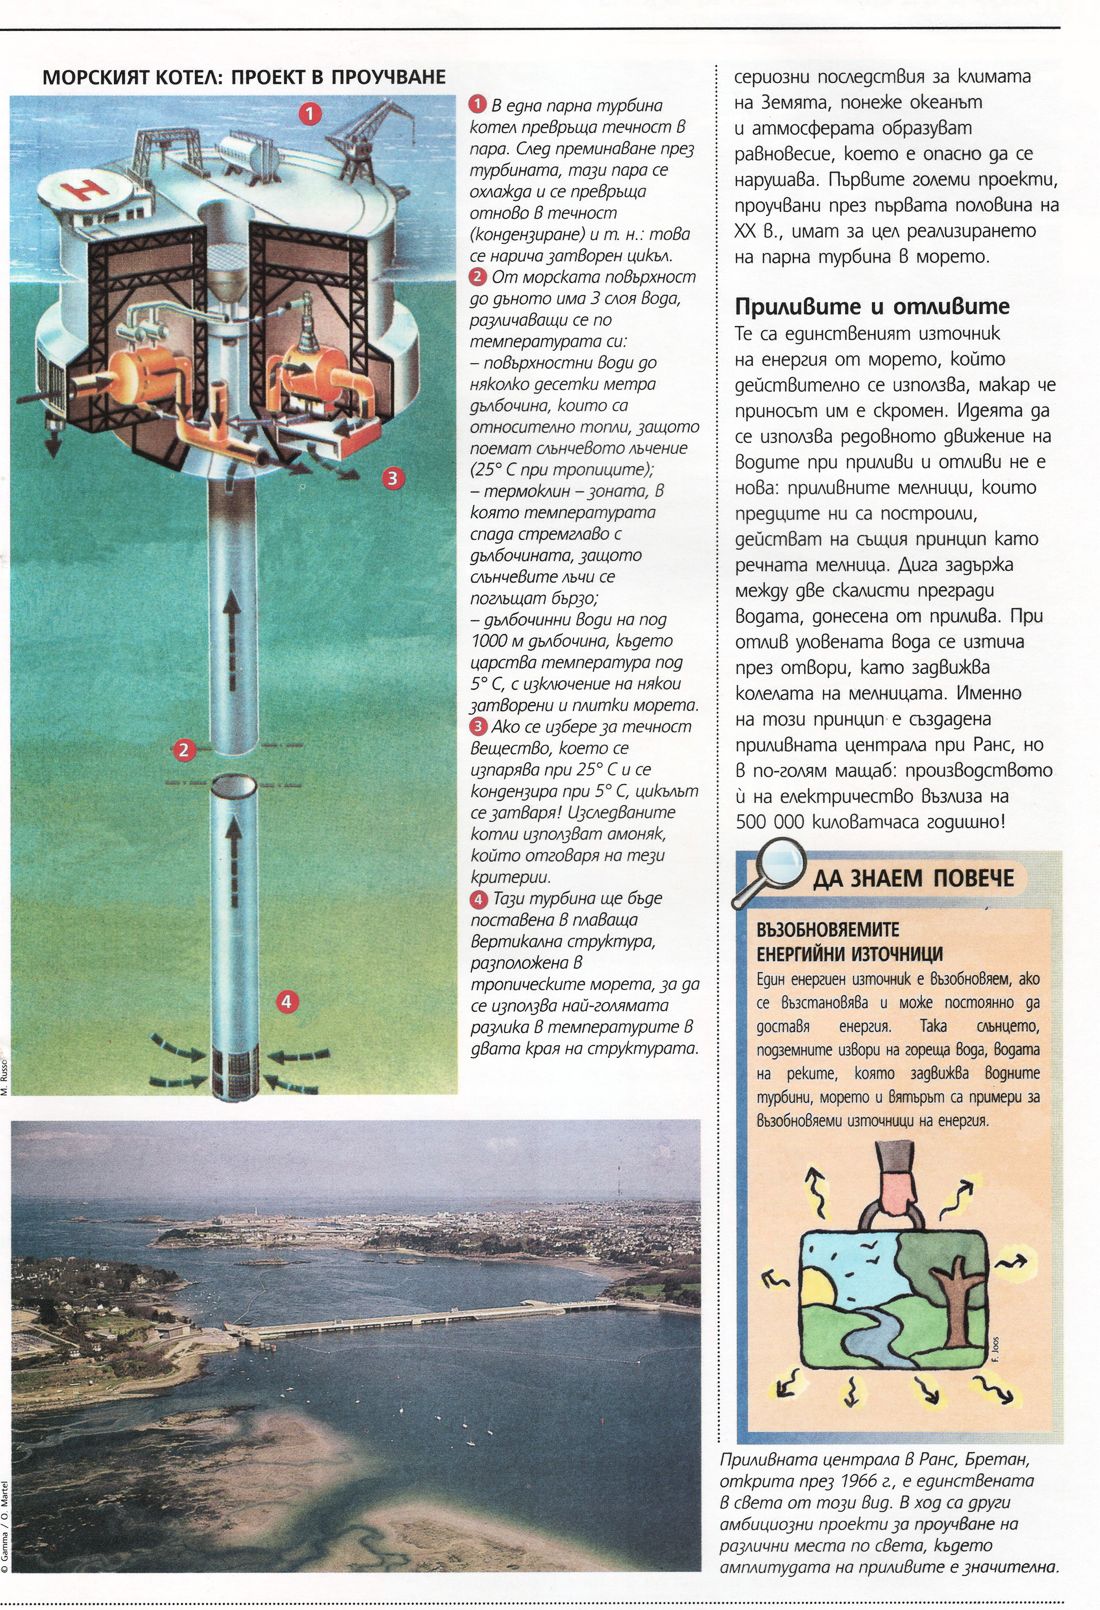 МОРСКИЯТ КОТЕЛ: ПРОЕКТ В ПРОУЧВАНЕ
1
H
3
2
4
M. Russo
1 В една парна турбина
котел превръща течност в
пара. След преминаване през
турбината, тази пара се
охлажда и се превръща
отново в течност
(кондензиране) и т. н.: това
се нарича затворен цикъл.
2 От морската повърхност
до дъното има 3 слоя вода,
различаващи се по
температурата си:
– повърхностни води до
няколко десетки метра
дълбочина, които са
относително топли, защото
поемат слънчевото лъчение
(25° С при тропиците);
– термоклин – зоната, в
която температурата
спада стремглаво с
дълбочината, защото
слънчевите лъчи се
поглъщат бързо;
– дълбочинни води на под
1000 м дълбочина, където
царства температура под
5° С, с изключение на някои
затворени и плитки морета.
3 Ако се избере за течност
вещество, което се
изпарява при 25° С и се
кондензира при 5° С, цикълът
се затваря! Изследваните
котли използват амоняк,
който отговаря на тези
критерии.
4 Тази турбина ще бъде
поставена в плаваща
вертикална структура,
разположена в
тропическите морета, за да
се използва най-голямата
разлика в температурите в
двата края на структурата.
© Gamma / O. Martel
сериозни последствия за климата
на Земята, понеже океанът
и атмосферата образуват
равновесие, което е опасно да се
нарушава. Първите големи проекти,
проучвани през първата половина на
XX в., имат за цел реализирането
на парна турбина в морето.
Приливите и отливите
Те са единственият източник
на енергия от морето, който
действително се използва, макар че
приносът им е скромен. Идеята да
се използва редовното движение на
водите при приливи и отливи не е
нова: приливните мелници, които
предците ни са построили,
действат на същия принцип като
речната мелница. Дига задържа
между две скалисти прегради
водата, донесена от прилива. При
отлив уловената вода се изтича
през отвори, като задвижва
колелата на мелницата. Именно
на този принцип е създадена
приливната централа при Ранс, но
в по-голям мащаб: производството
ѝ на електричество възлиза на
500 000 киловатчаса годишно!
ДА ЗНАЕМ ПОВЕЧЕ
ВЪЗОБНОВЯЕМИТЕ
ЕНЕРГИЙНИ ИЗТОЧНИЦИ
Един енергиен източник е възобновяем, ако
се възстановява и може постоянно да
доставя енергия. Така слънцето,
подземните извори на гореща вода, водата
на реките, която задвижва водните
турбини, морето и вятърът са примери за
възобновяеми източници на енергия.
F. Joos
Приливната централа в Ранс, Бретан,
открита през 1966 г., е единствената
в света от този вид. В ход са други
амбициозни проекти за проучване на
различни места по света, където
амплитудата на приливите е значителна.